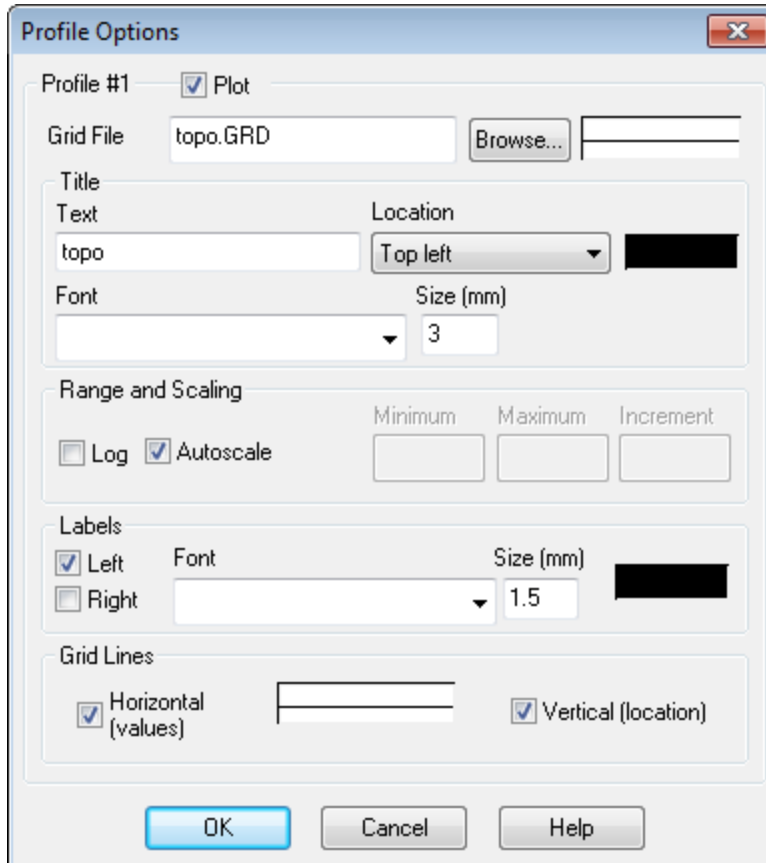 Profile Options
Profile #1 Plot
Grid File topo.GRD Browse...
Title
Text Location
topo Top left
Font Size (mm)
3
Range and Scaling
Minimum Maximum Increment
Log Autoscale
Labels
Left Font Size (mm)
Right 1.5
Grid Lines
Horizontal
(values) Vertical (location)
OK Cancel Help